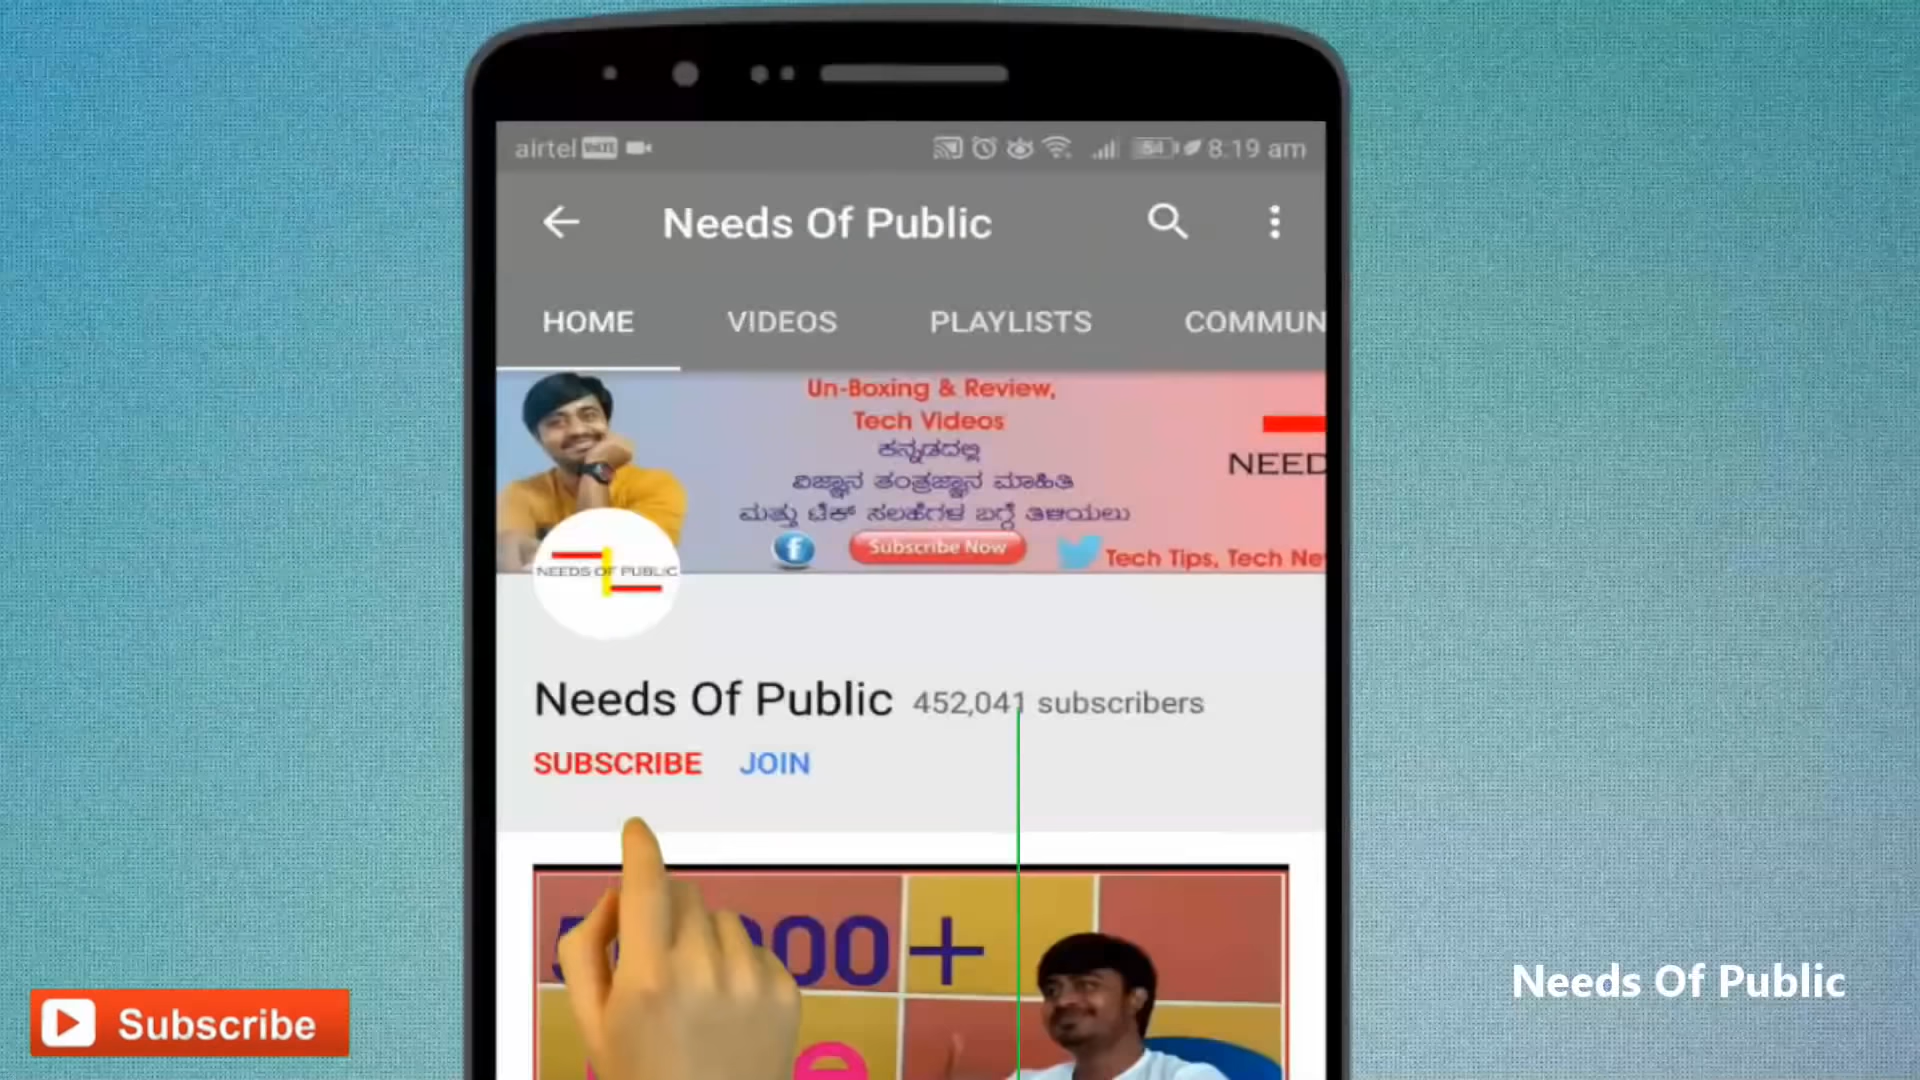 airtel VoLTE 54 8:19 am
Needs Of Public
HOME VIDEOS PLAYLISTS COMMUN
Un-Boxing & Review,
Tech Videos
ಕನ್ನಡದಲ್ಲಿ
ವಿಜ್ಞಾನ ತಂತ್ರಜ್ಞಾನ ಮಾಹಿತಿ
ಮತ್ತು ಟೆಕ್ ಸಲಹೆಗಳ ಬಗ್ಗೆ ತಿಳಿಯಲು
NEED
f Subscribe Now
Tech Tips, Tech Ne
NEEDS OF PUBLIC
Needs Of Public 452,041 subscribers
SUBSCRIBE JOIN
Subscribe
Needs Of Public